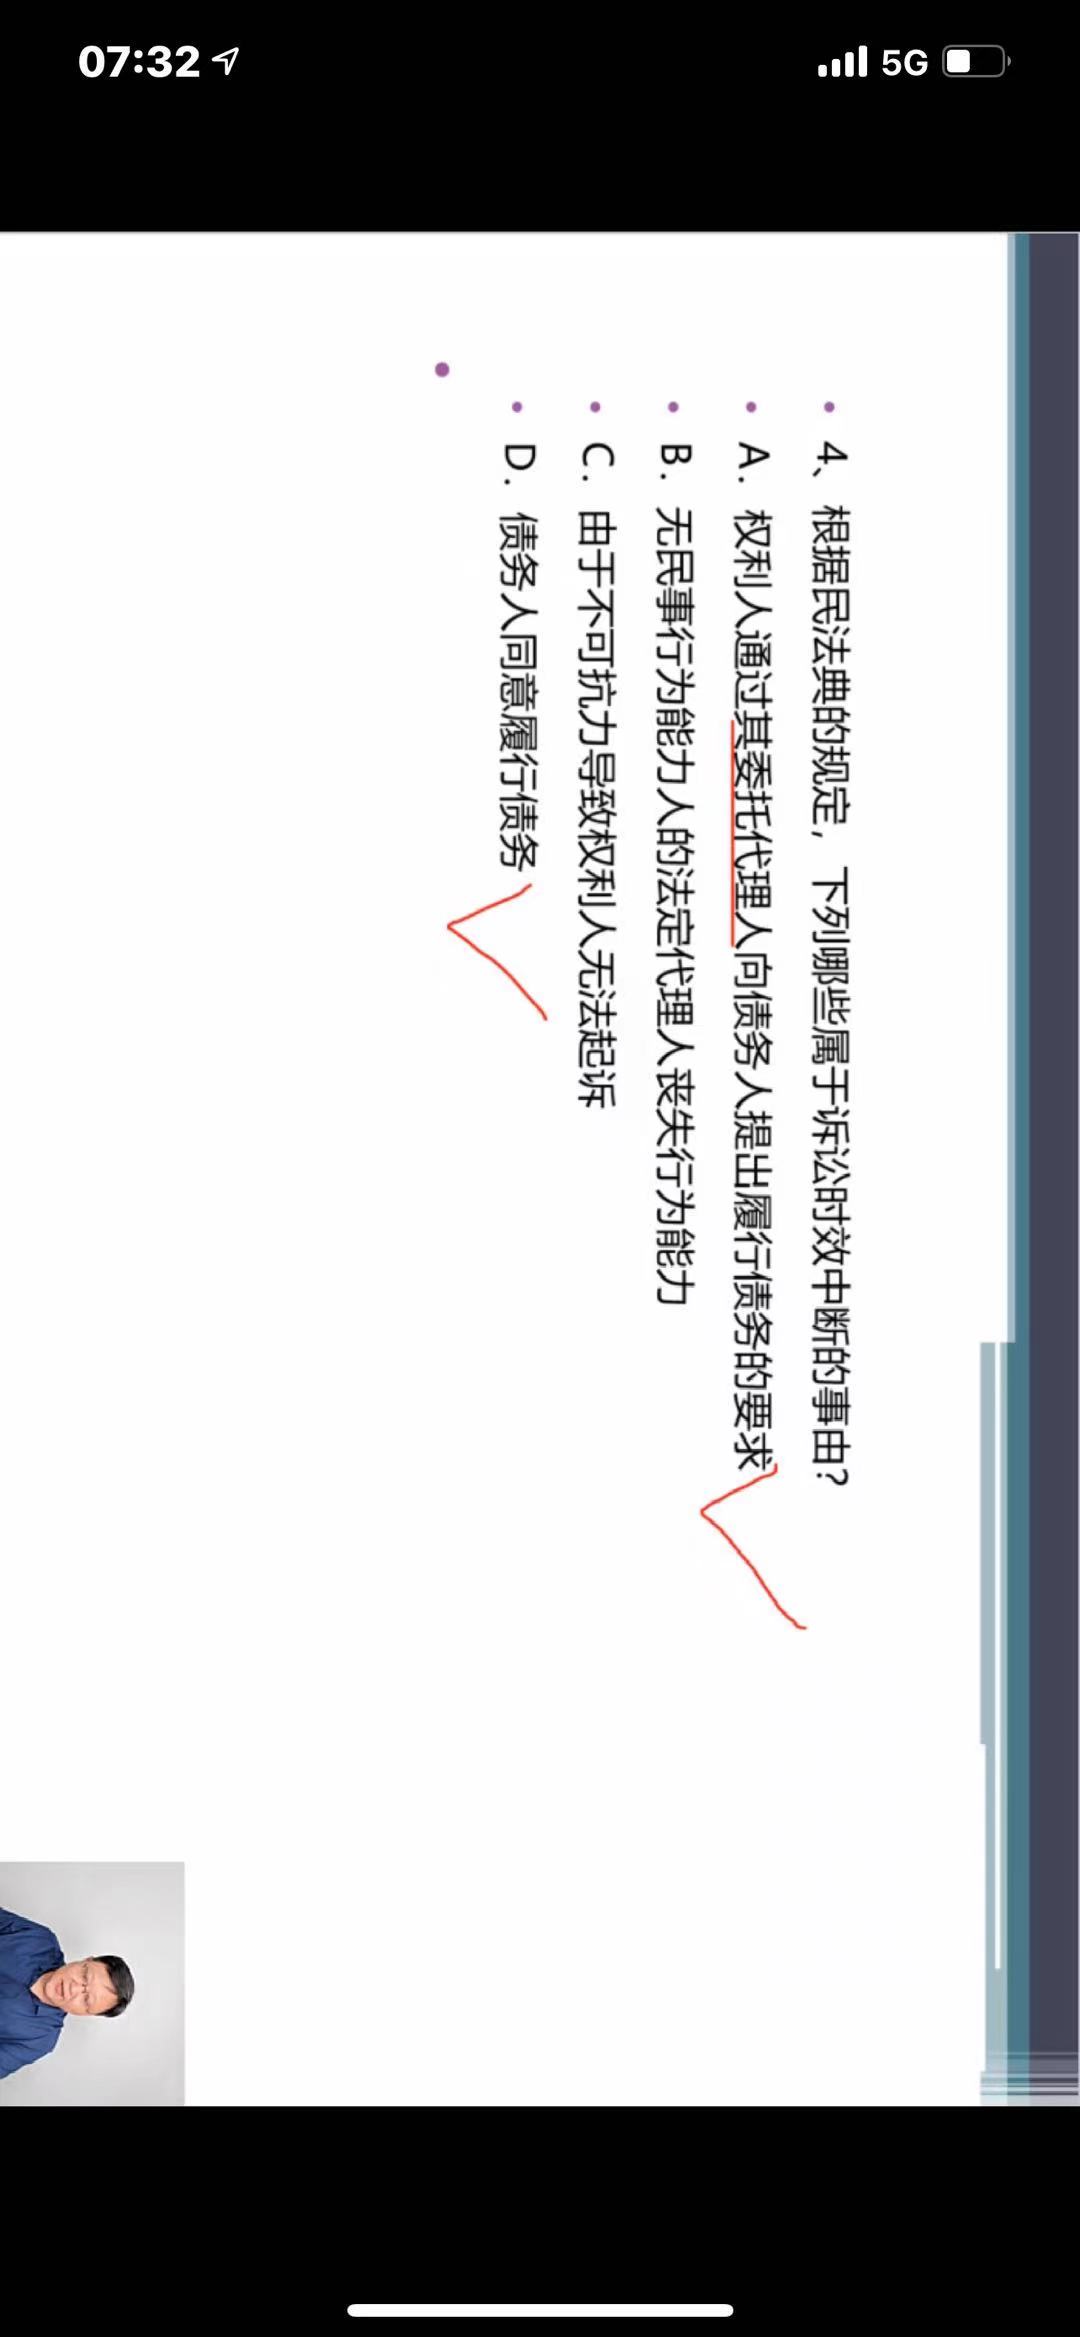 07:32
5G
4、根据民法典的规定，下列哪些属于诉讼时效中断的事由?
A. 权利人通过其委托代理人向债务人提出履行债务的要求
B. 无民事行为能力人的法定代理人丧失行为能力
C. 由于不可抗力导致权利人无法起诉
D. 债务人同意履行债务